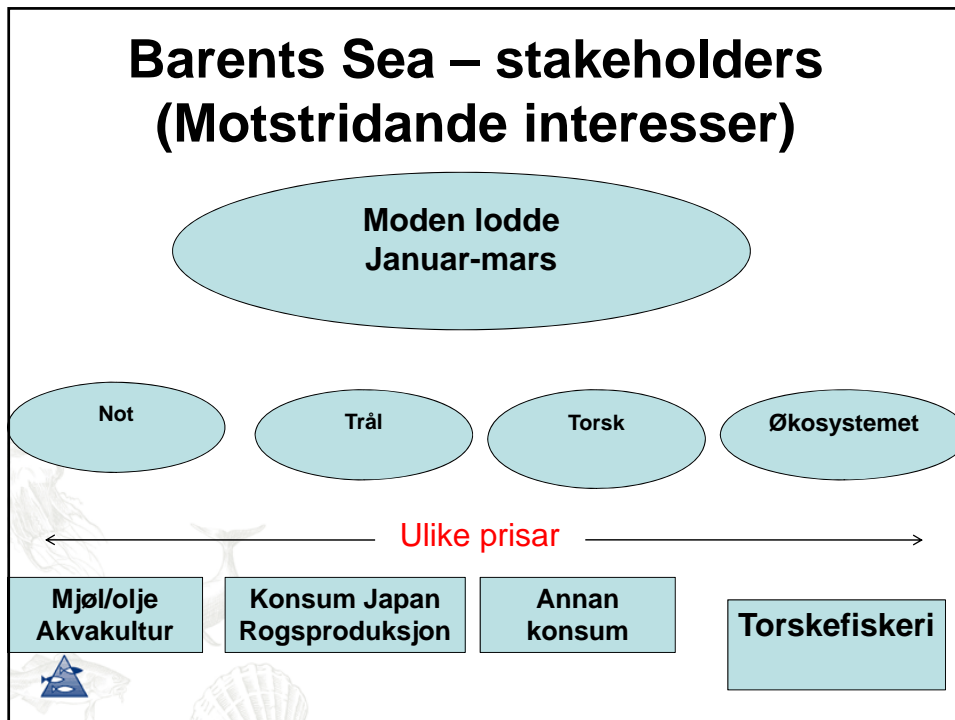 Barents Sea – stakeholders
(Motstridande interesser)
Moden lodde
Januar-mars
Not
Trål
Torsk
Økosystemet
Ulike prisar
Mjøl/olje
Akvakultur
Konsum Japan
Rogsproduksjon
Annan
konsum
Torskefiskeri